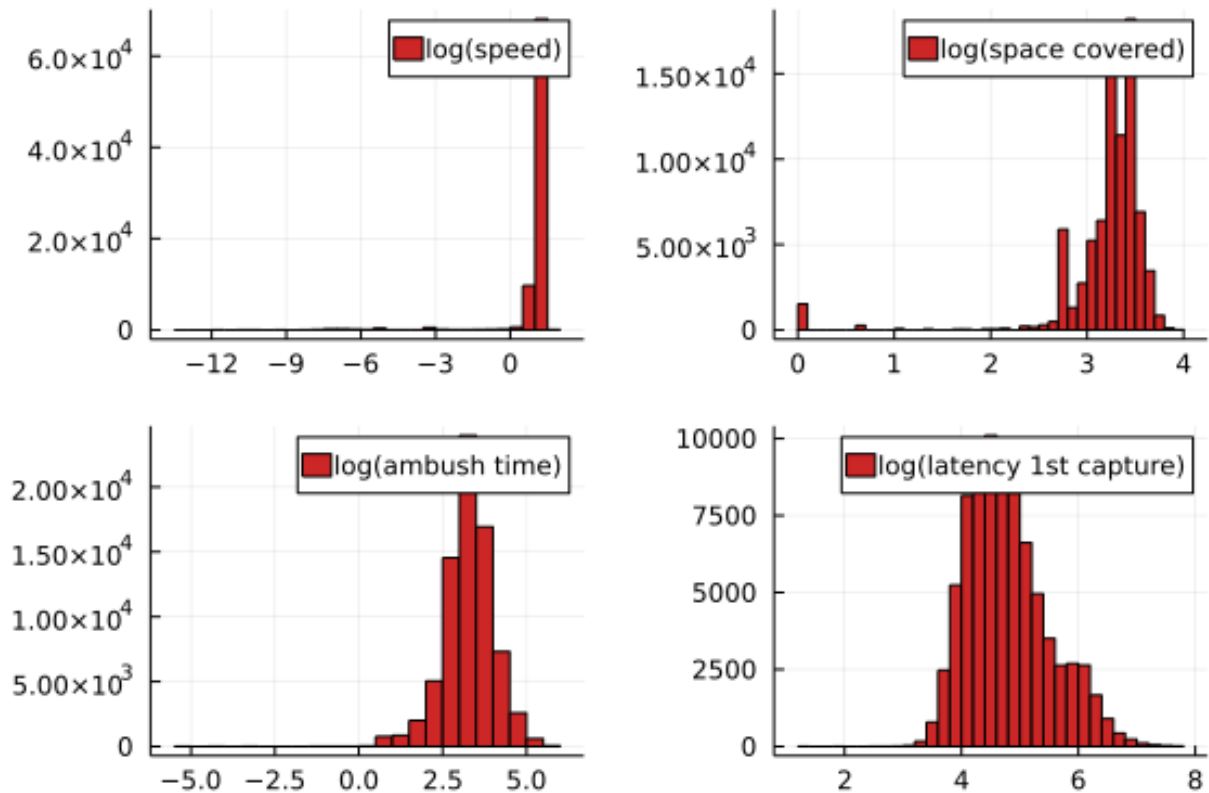 log(speed)
6.0×10⁴
4.0×10⁴
2.0×10⁴
0
−12 −9 −6 −3 0
log(space covered)
1.50×10⁴
1.00×10⁴
5.00×10³
0
0 1 2 3 4
log(ambush time)
2.00×10⁴
1.50×10⁴
1.00×10⁴
5.00×10³
0
−5.0 −2.5 0.0 2.5 5.0
log(latency 1st capture)
10000
7500
5000
2500
0
2 4 6 8